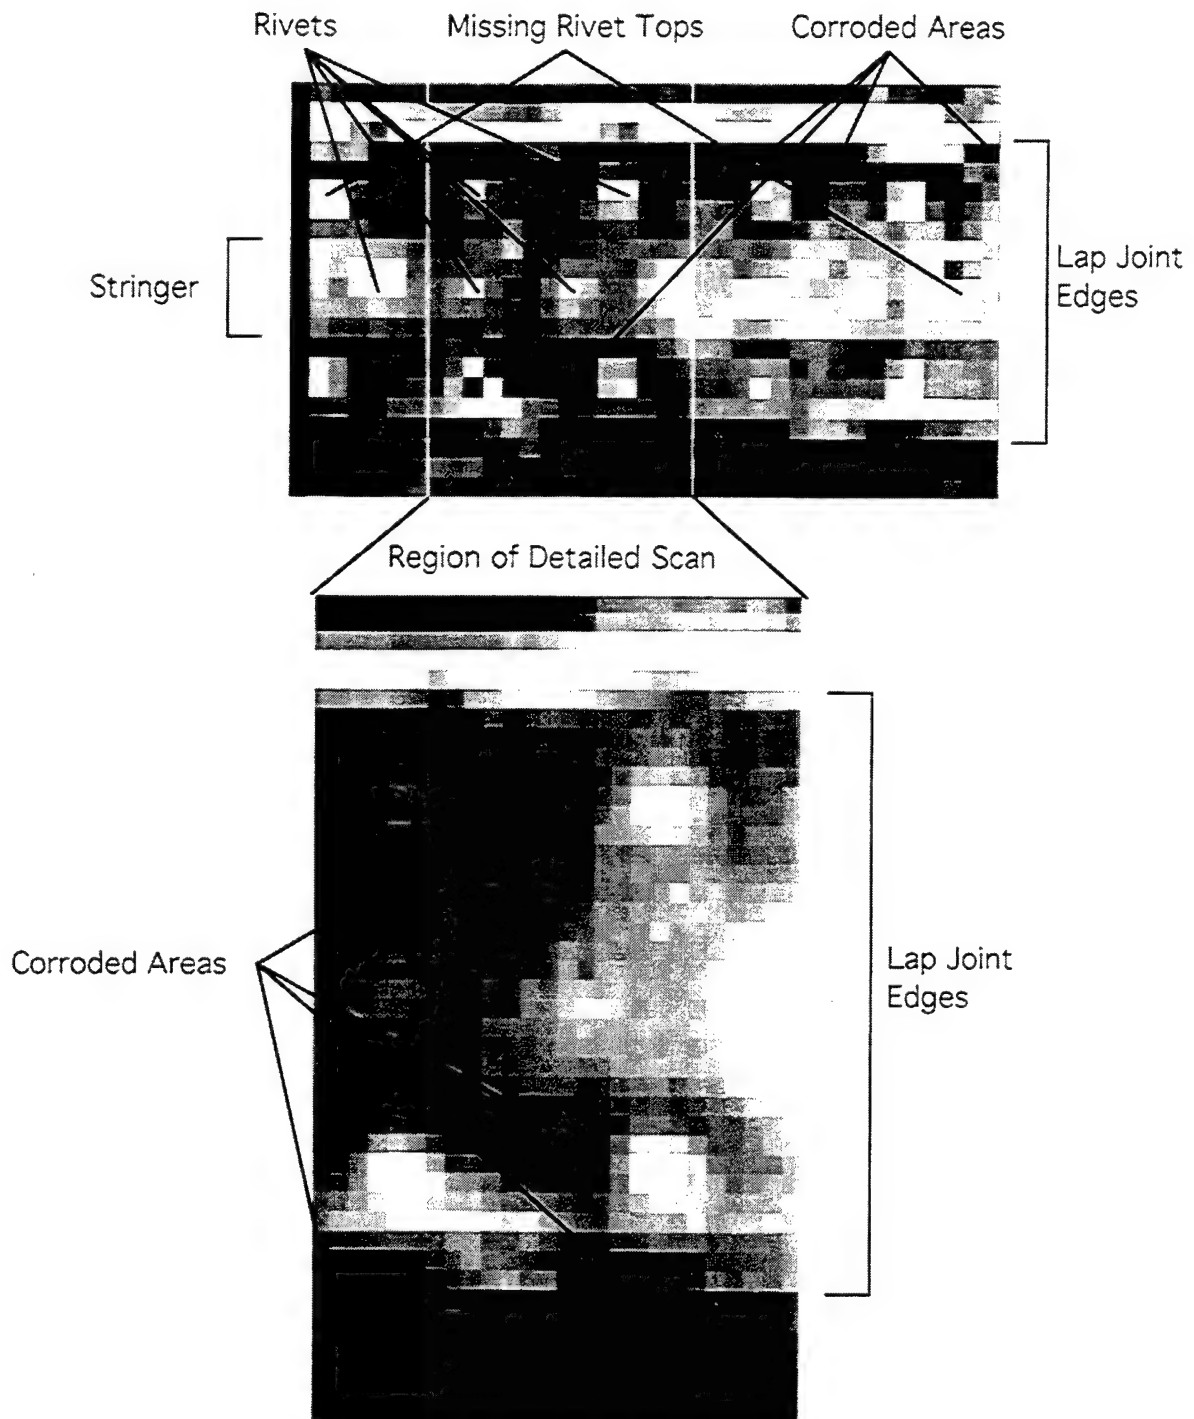 Rivets
Missing Rivet Tops
Corroded Areas
Stringer
Lap Joint
Edges
Region of Detailed Scan
Corroded Areas
Lap Joint
Edges